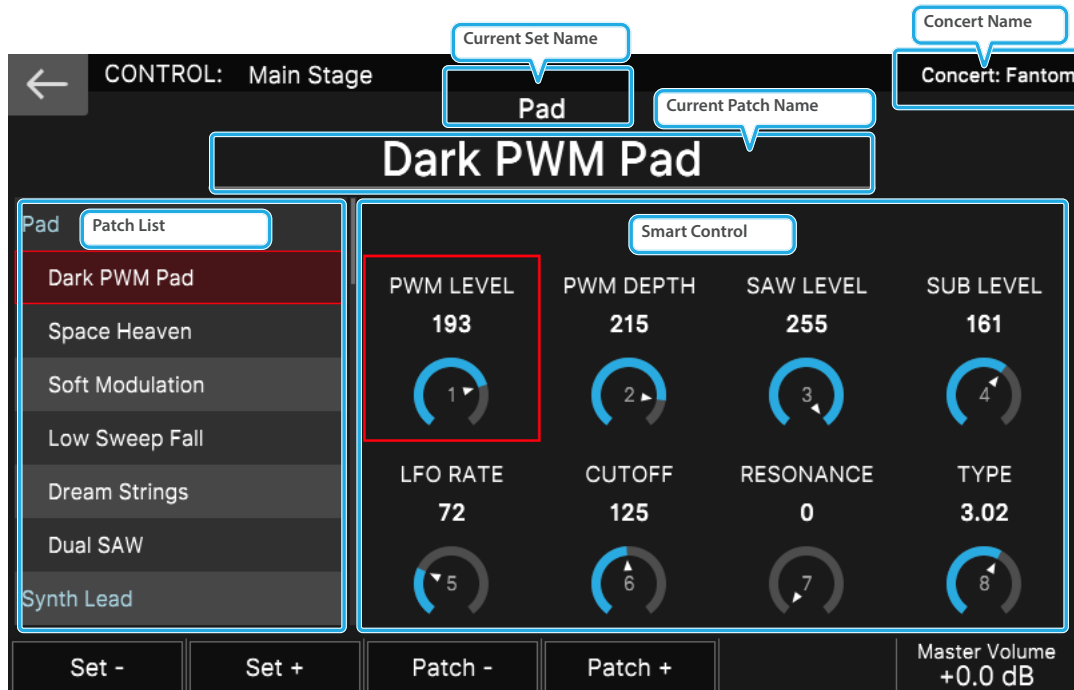 Concert Name
Current Set Name
CONTROL: Main Stage
Concert: Fantom
Pad
Current Patch Name
Dark PWM Pad
Pad
Patch List
Smart Control
Dark PWM Pad
Space Heaven
Soft Modulation
Low Sweep Fall
Dream Strings
Dual SAW
Synth Lead
PWM LEVEL PWM DEPTH SAW LEVEL SUB LEVEL
193 215 255 161
1 2 3 4
LFO RATE CUTOFF RESONANCE TYPE
72 125 0 3.02
5 6 7 8
Set - Set + Patch - Patch + Master Volume
+0.0 dB